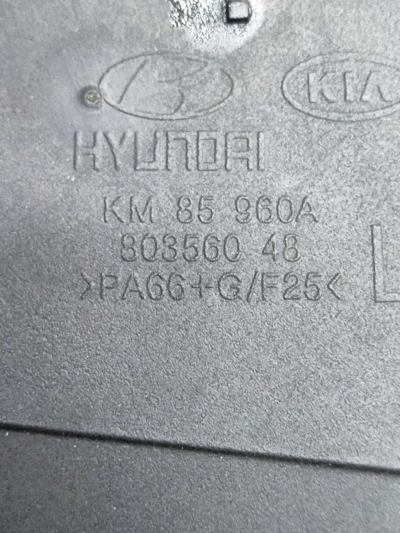 KIA
HYUNDAI
KM 85 960A
803560 48
>PA66+G/F25<
L